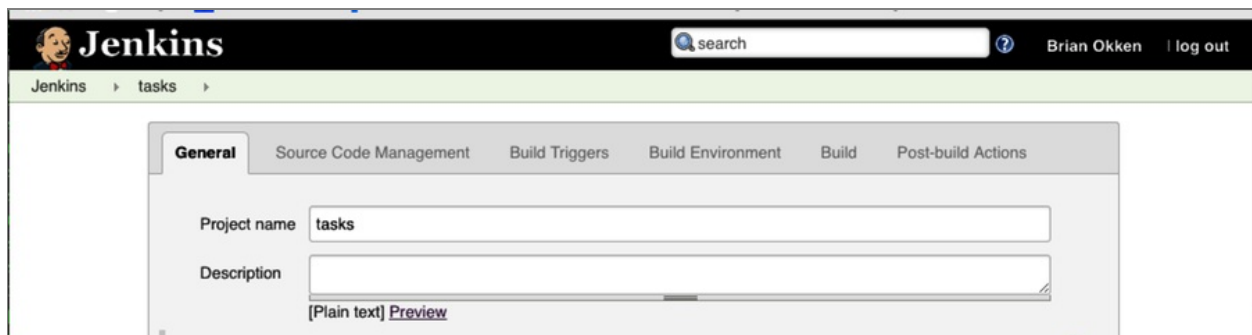 Jenkins search Brian Okken | log out
Jenkins tasks
General Source Code Management Build Triggers Build Environment Build Post-build Actions
Project name tasks
Description
[Plain text] Preview